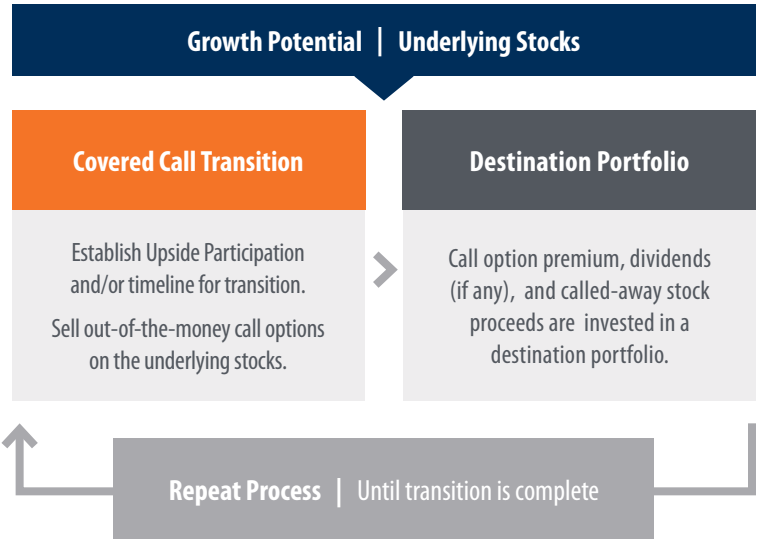 Growth Potential | Underlying Stocks
Covered Call Transition
Establish Upside Participation
and/or timeline for transition.
Sell out-of-the-money call options
on the underlying stocks.
Destination Portfolio
Call option premium, dividends
(if any), and called-away stock
proceeds are invested in a
destination portfolio.
Repeat Process | Until transition is complete